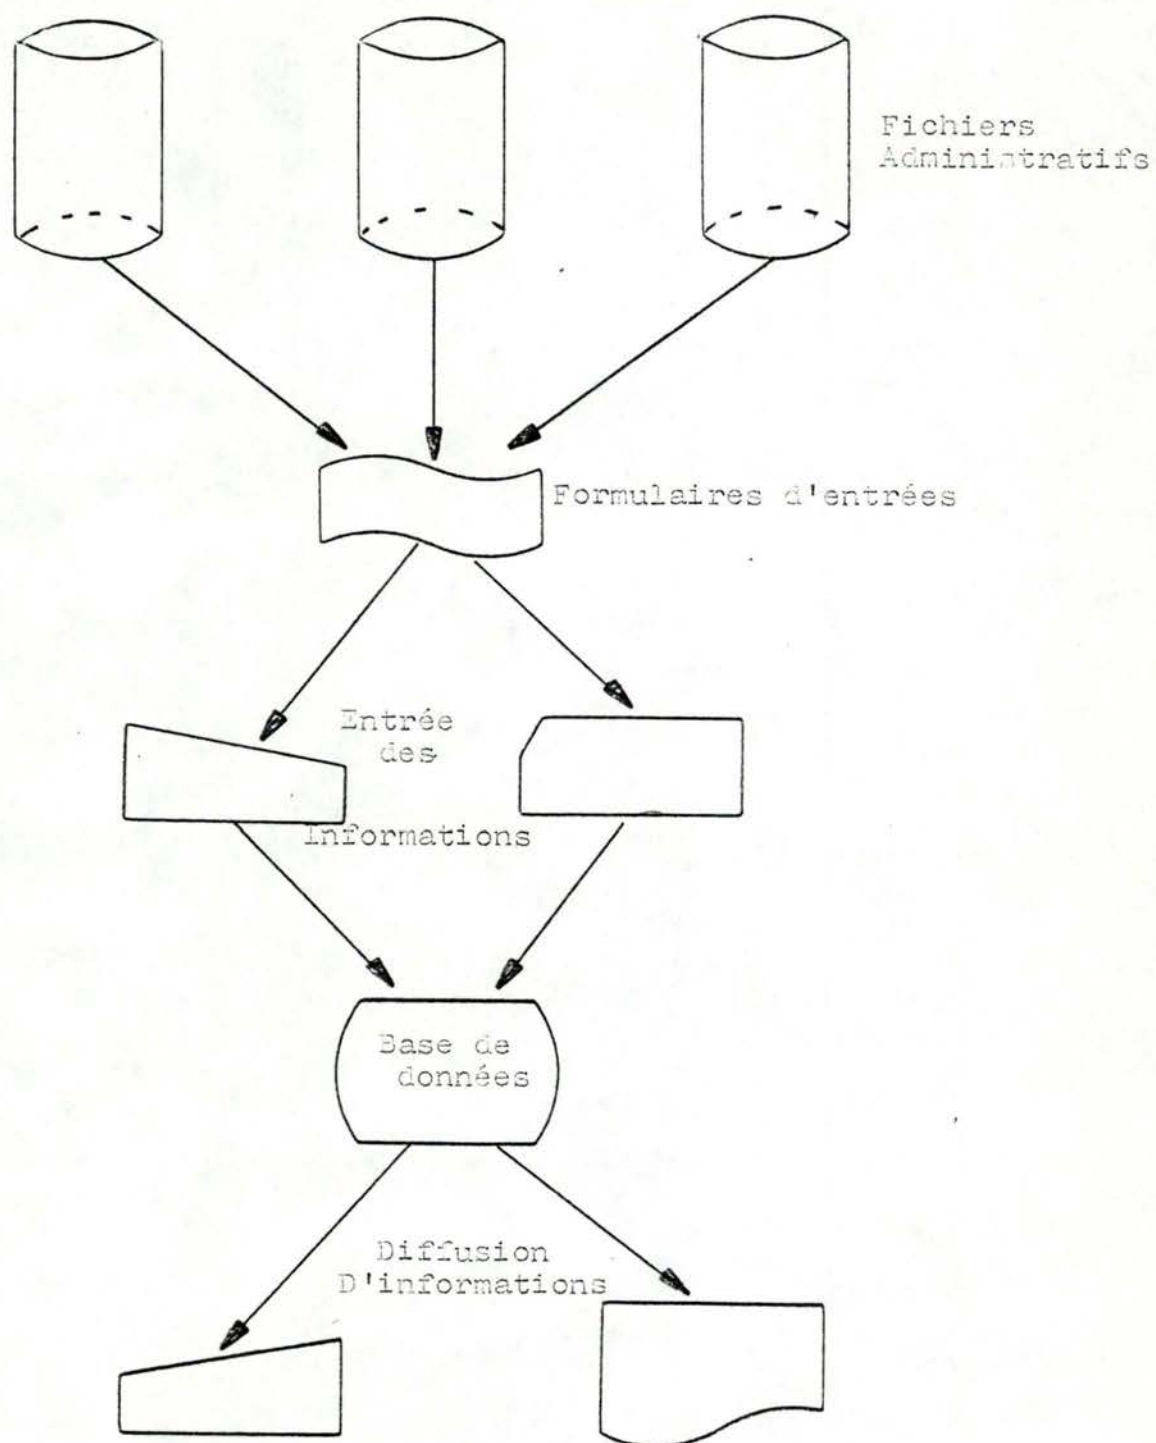 Fichiers
Administratifs
Formulaires d'entrées
Entrée
des
Informations
Base de
données
Diffusion
D'informations